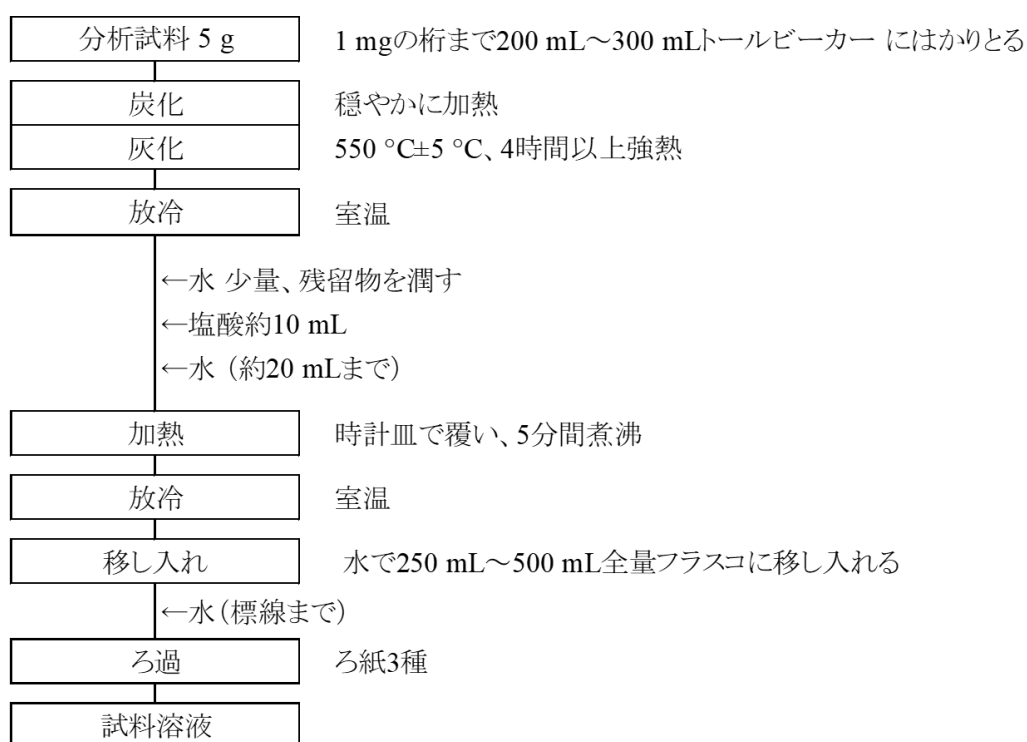 分析試料 5 g 1 mgの桁まで200 mL～300 mLトールビーカー にはかりとる
炭化 穏やかに加熱
灰化 550 °C±5 °C、4時間以上強熱
放冷 室温
←水 少量、残留物を潤す
←塩酸約10 mL
←水（約20 mLまで）
加熱 時計皿で覆い、5分間煮沸
放冷 室温
移し入れ 水で250 mL～500 mL全量フラスコに移し入れる
←水（標線まで）
ろ過 ろ紙3種
試料溶液